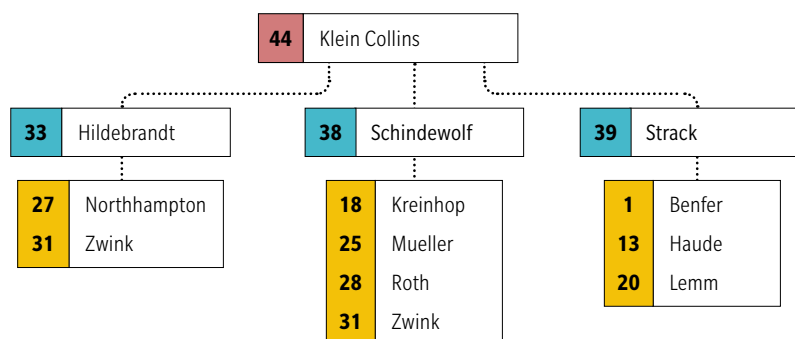 44 Klein Collins
33 Hildebrandt
38 Schindewolf
39 Strack
27 Northhampton
31 Zwink
18 Kreinhop
25 Mueller
28 Roth
31 Zwink
1 Benfer
13 Haude
20 Lemm